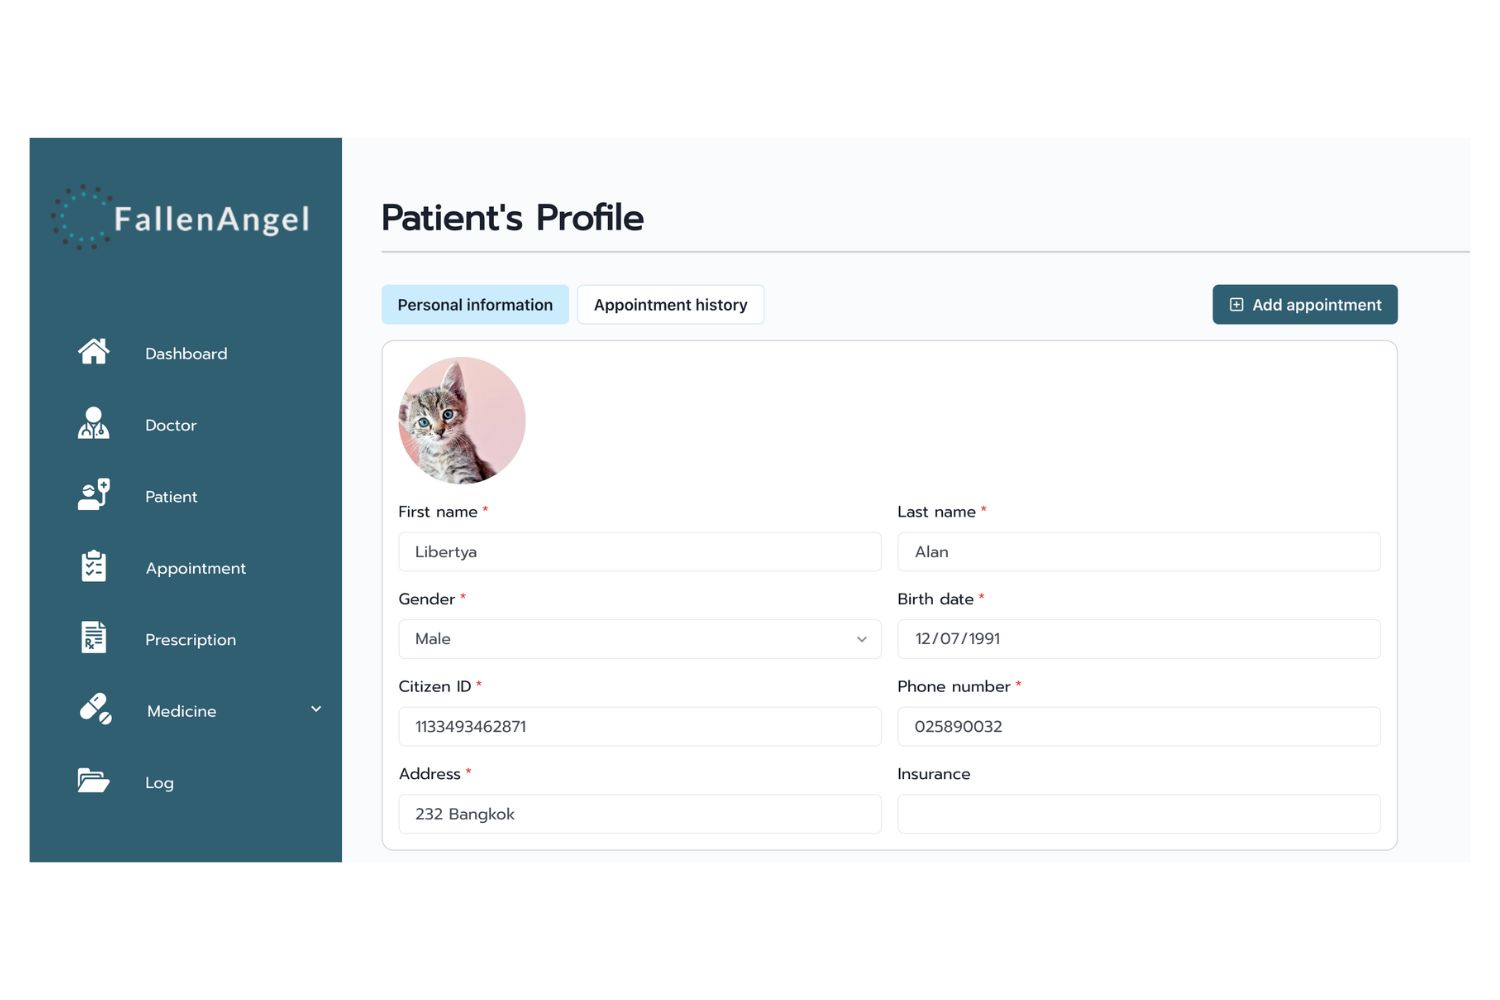 FallenAngel
Dashboard
Doctor
Patient
Appointment
Prescription
Medicine
Log
Patient's Profile
Personal information
Appointment history
Add appointment
First name *
Last name *
Libertya
Alan
Gender *
Birth date *
Male
12/07/1991
Citizen ID *
Phone number *
1133493462871
025890032
Address *
Insurance
232 Bangkok